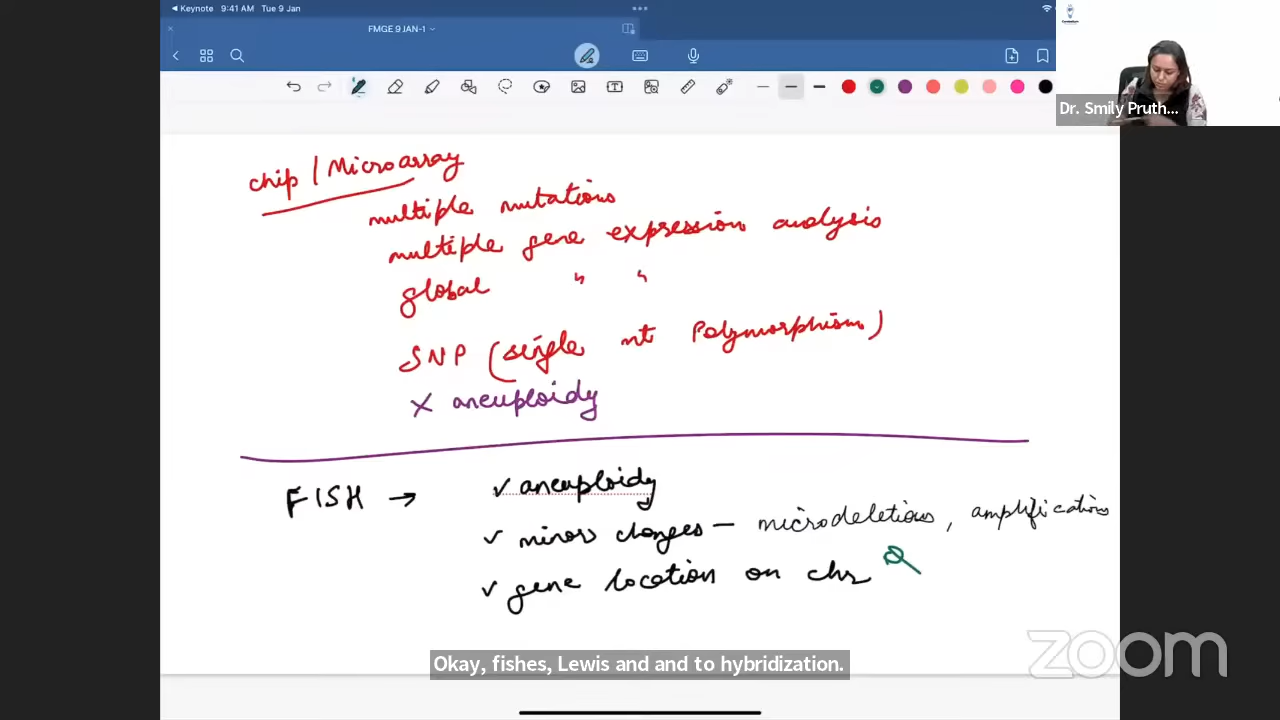 Keynote 9:41 AM Tue 9 Jan
FMGE 9 JAN-1
Dr. Smily Pruth...
chip / Microarray
multiple mutations
multiple gene expression analysis
global " "
SNP (single nt Polymorphism)
X aneuploidy
FISH → ✓ aneuploidy
✓ minor changes - microdeletions, amplifications
✓ gene location on chr
zoom
Okay, fishes, Lewis and and to hybridization.